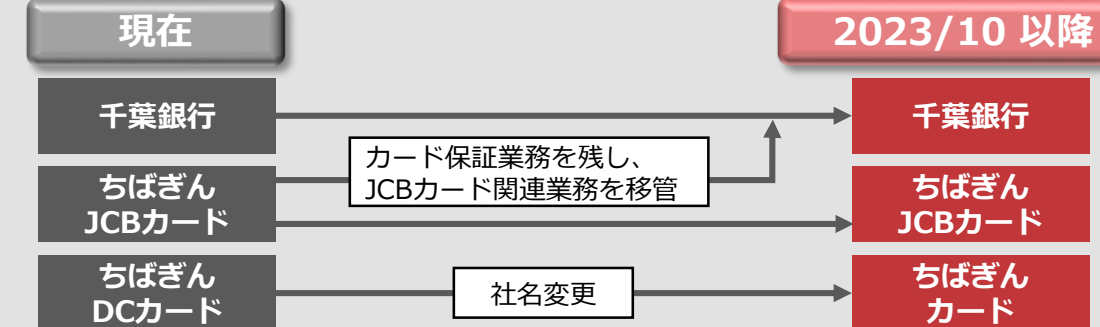 現在
2023/10 以降
千葉銀行
千葉銀行
カード保証業務を残し、
JCBカード関連業務を移管
ちばぎん
JCBカード
ちばぎん
JCBカード
ちばぎん
DCカード
社名変更
ちばぎん
カード